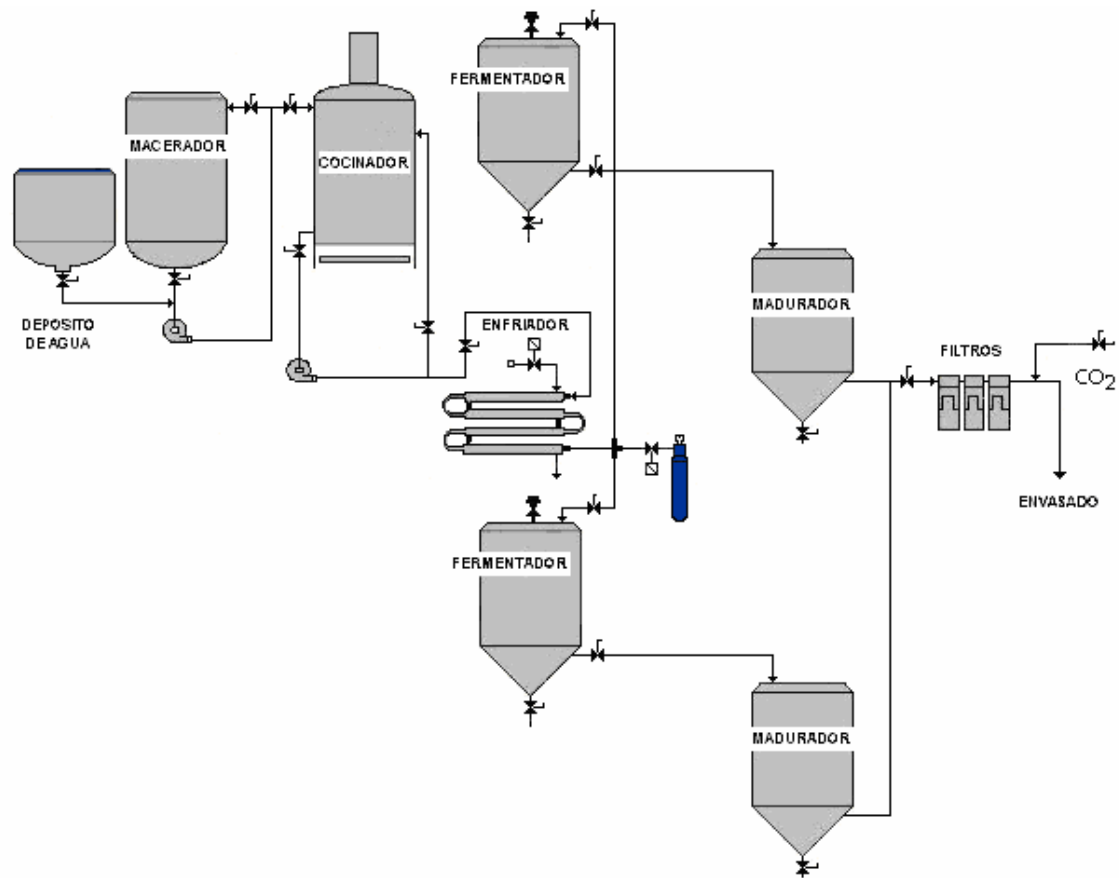 FERMENTADOR
MACERADOR
COCINADOR
DEPOSITO
DE AGUA
ENFRIADOR
MADURADOR
FILTROS
CO2
ENVASADO
FERMENTADOR
MADURADOR